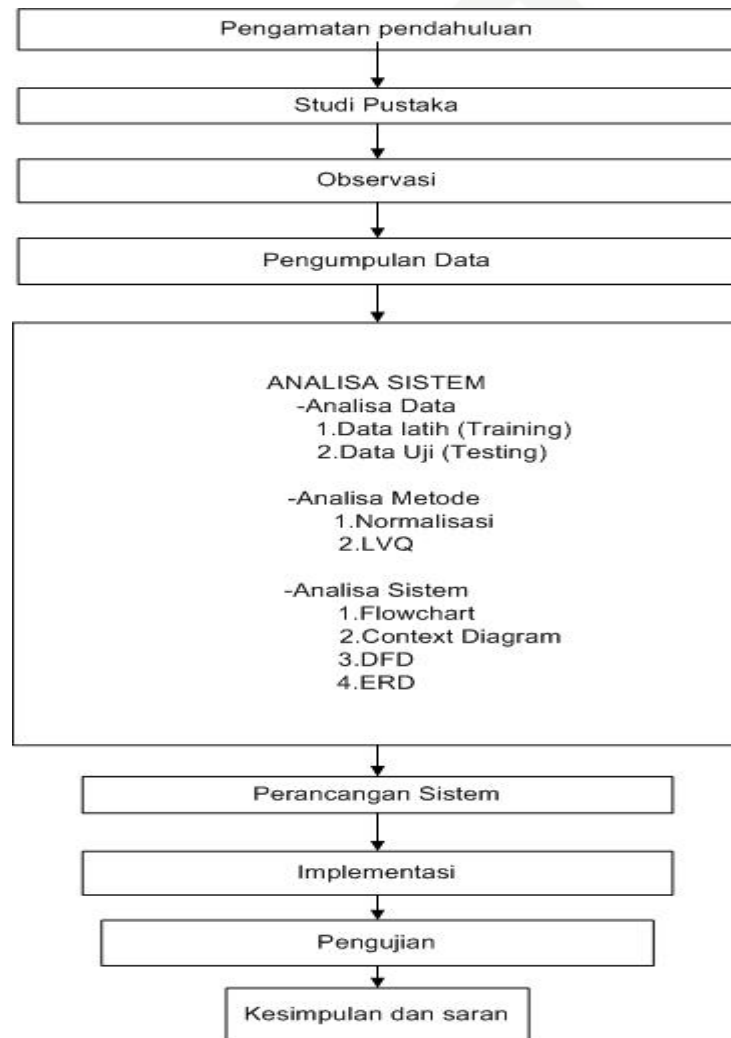 Pengamatan pendahuluan
Studi Pustaka
Observasi
Pengumpulan Data
ANALISA SISTEM
-Analisa Data
1.Data latih (Training)
2.Data Uji (Testing)
-Analisa Metode
1.Normalisasi
2.LVQ
-Analisa Sistem
1.Flowchart
2.Context Diagram
3.DFD
4.ERD
Perancangan Sistem
Implementasi
Pengujian
Kesimpulan dan saran